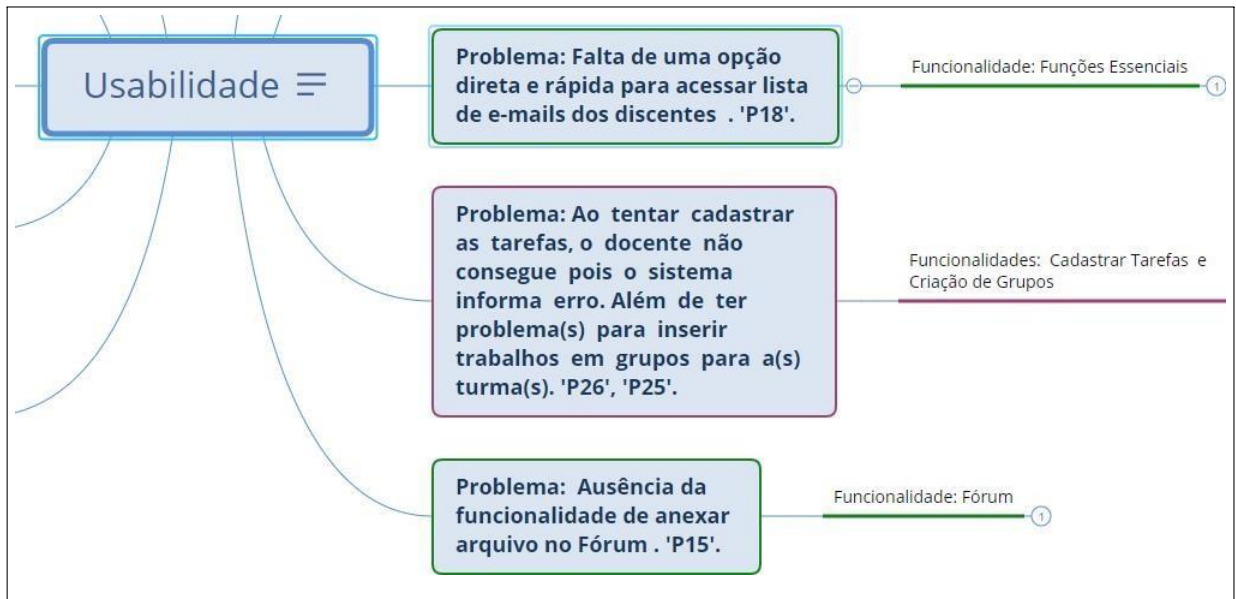 Usabilidade
Problema: Falta de uma opção
direta e rápida para acessar lista
de e-mails dos discentes . 'P18'.
Funcionalidade: Funções Essenciais
1
Problema: Ao tentar cadastrar
as tarefas, o docente não
consegue pois o sistema
informa erro. Além de ter
problema(s) para inserir
trabalhos em grupos para a(s)
turma(s). 'P26', 'P25'.
Funcionalidades: Cadastrar Tarefas e
Criação de Grupos
Problema: Ausência da
funcionalidade de anexar
arquivo no Fórum . 'P15'.
Funcionalidade: Fórum
1